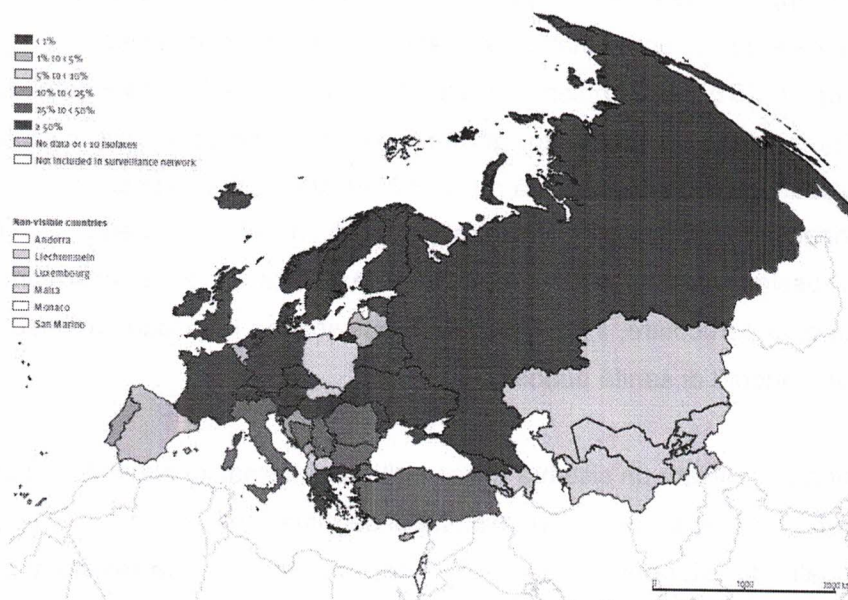 < 1%
1% to < 5%
5% to < 10%
10% to < 25%
25% to < 50%
≥ 50%
No data or < 10 isolates
Not included in surveillance network
Non-visible countries
Andorra
Liechtenstein
Luxembourg
Malta
Monaco
San Marino
0
1000
2000